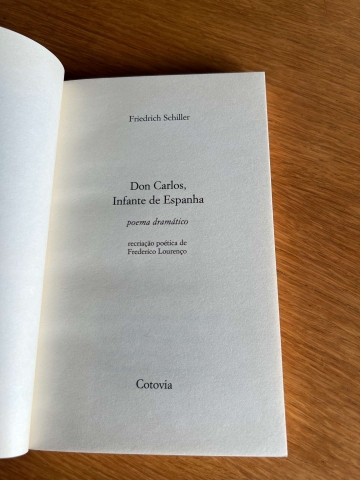 Friedrich Schiller
Don Carlos,
Infante de Espanha
poema dramático
recriação poética de
Frederico Lourenço
Cotovia